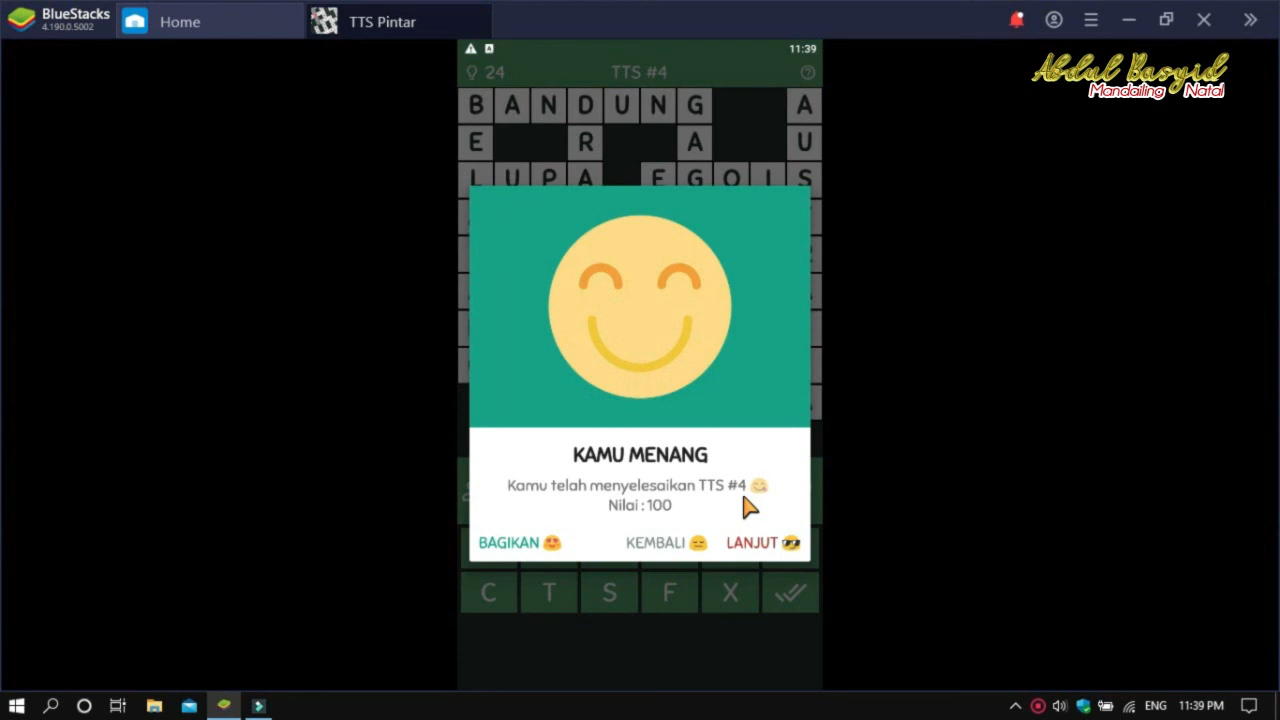 BlueStacks
4.190.0.5002
Home
TTS Pintar
Abdul Basyid
Mandailing Natal
11:39
24
TTS #4
B A N D U N G A
E R A U
L U P A E G O I S
KAMU MENANG
Kamu telah menyelesaikan TTS #4
Nilai : 100
BAGIKAN
KEMBALI
LANJUT
C T S F X
ENG
11:39 PM